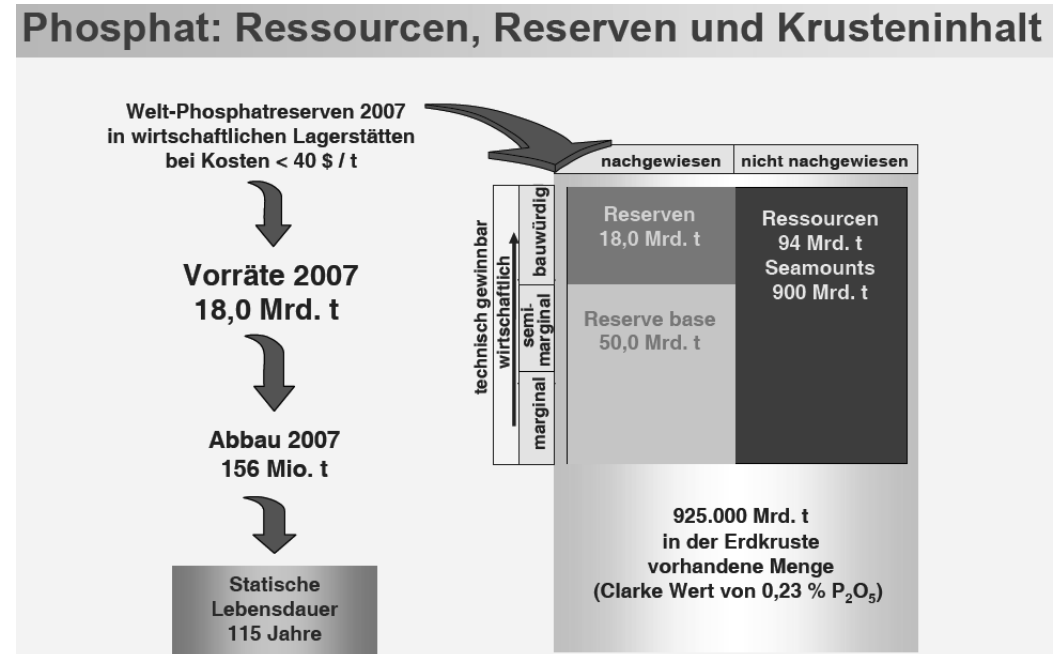 Phosphat: Ressourcen, Reserven und Krusteninhalt
Welt-Phosphatreserven 2007
in wirtschaftlichen Lagerstätten
bei Kosten < 40 $ / t
Vorräte 2007
18,0 Mrd. t
Abbau 2007
156 Mio. t
Statische
Lebensdauer
115 Jahre
nachgewiesen
nicht nachgewiesen
technisch gewinnbar
wirtschaftlich
bauwürdig
semi-
marginal
marginal
Reserven
18,0 Mrd. t
Reserve base
50,0 Mrd. t
Ressourcen
94 Mrd. t
Seamounts
900 Mrd. t
925.000 Mrd. t
in der Erdkruste
vorhandene Menge
(Clarke Wert von 0,23 % P₂O₅)